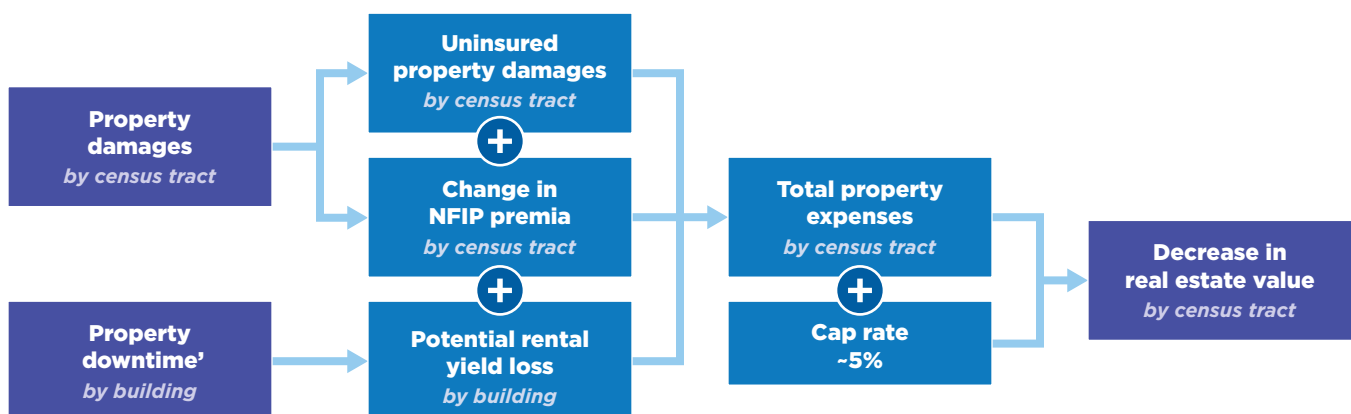 Property
damages
by census tract
Property
downtime’
by building
Uninsured
property damages
by census tract
+
Change in
NFIP premia
by census tract
+
Potential rental
yield loss
by building
Total property
expenses
by census tract
+
Cap rate
~5%
Decrease in
real estate value
by census tract